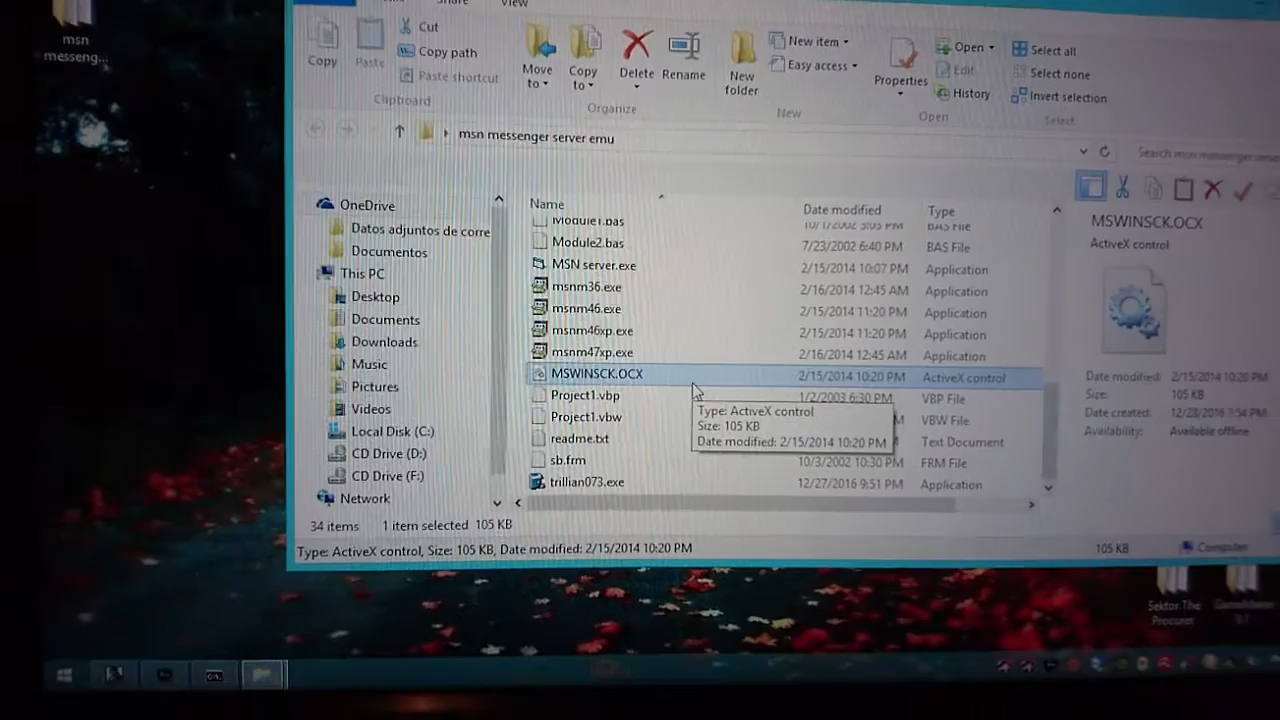 msn
messeng...
Share
View
Copy
Paste
Cut
Copy path
Paste shortcut
Clipboard
Move to
Copy to
Delete
Rename
Organize
New folder
New item
Easy access
New
Properties
Open
Edit
History
Open
Select all
Select none
Invert selection
Select
msn messenger server emu
Search msn messenger server
OneDrive
Datos adjuntos de corre
Documentos
This PC
Desktop
Documents
Downloads
Music
Pictures
Videos
Local Disk (C:)
CD Drive (D:)
CD Drive (F:)
Network
Name Date modified Type
Module1.bas 10/1/2002 5:05 PM BAS File
Module2.bas 7/23/2002 6:40 PM BAS File
MSN server.exe 2/15/2014 10:07 PM Application
msnm36.exe 2/16/2014 12:45 AM Application
msnm46.exe 2/15/2014 11:20 PM Application
msnm46xp.exe 2/15/2014 11:20 PM Application
msnm47xp.exe 2/16/2014 12:45 AM Application
MSWINSCK.OCX 2/15/2014 10:20 PM ActiveX control
Project1.vbp 1/2/2003 6:30 PM VBP File
Project1.vbw M VBW File
readme.txt Text Document
sb.frm 10/3/2002 10:30 PM FRM File
trillian073.exe 12/27/2016 9:51 PM Application
Type: ActiveX control
Size: 105 KB
Date modified: 2/15/2014 10:20 PM
MSWINSCK.OCX
ActiveX control
Date modified: 2/15/2014 10:20 PM
Size: 105 KB
Date created: 12/28/2016 7:54 PM
Availability: Available offline
34 items 1 item selected 105 KB
Type: ActiveX control, Size: 105 KB, Date modified: 2/15/2014 10:20 PM
105 KB
Computer
Sektor The
Procurer